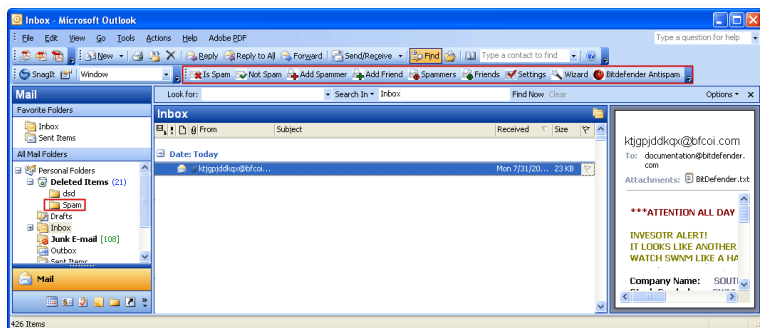 Inbox - Microsoft Outlook
File Edit View Go Tools Actions Help Adobe PDF Type a question for help
New Reply Reply to All Forward Send/Receive Find Type a contact to find
SnagIt Window Is Spam Not Spam Add Spammer Add Friend Spammers Friends Settings Wizard Bitdefender Antispam
Mail
Look for: Search In Inbox Find Now Clear Options
Favorite Folders
Inbox
Sent Items
All Mail Folders
Personal Folders
Deleted Items (21)
dsd
Spam
Drafts
Inbox
Junk E-mail [108]
Outbox
Sent Items
Mail
426 Items
Inbox
From Subject Received Size
Date: Today
ktjgpjddkqx@bfcoi... Mon 7/31/20... 23 KB
ktjgpjddkqx@bfcoi.com
To: documentation@bitdefender.
com
Attachments: BitDefender.txt
***ATTENTION ALL DAY
INVESOTR ALERT!
IT LOOKS LIKE ANOTHER
WATCH SWNM LIKE A HA
Company Name: SOUTI